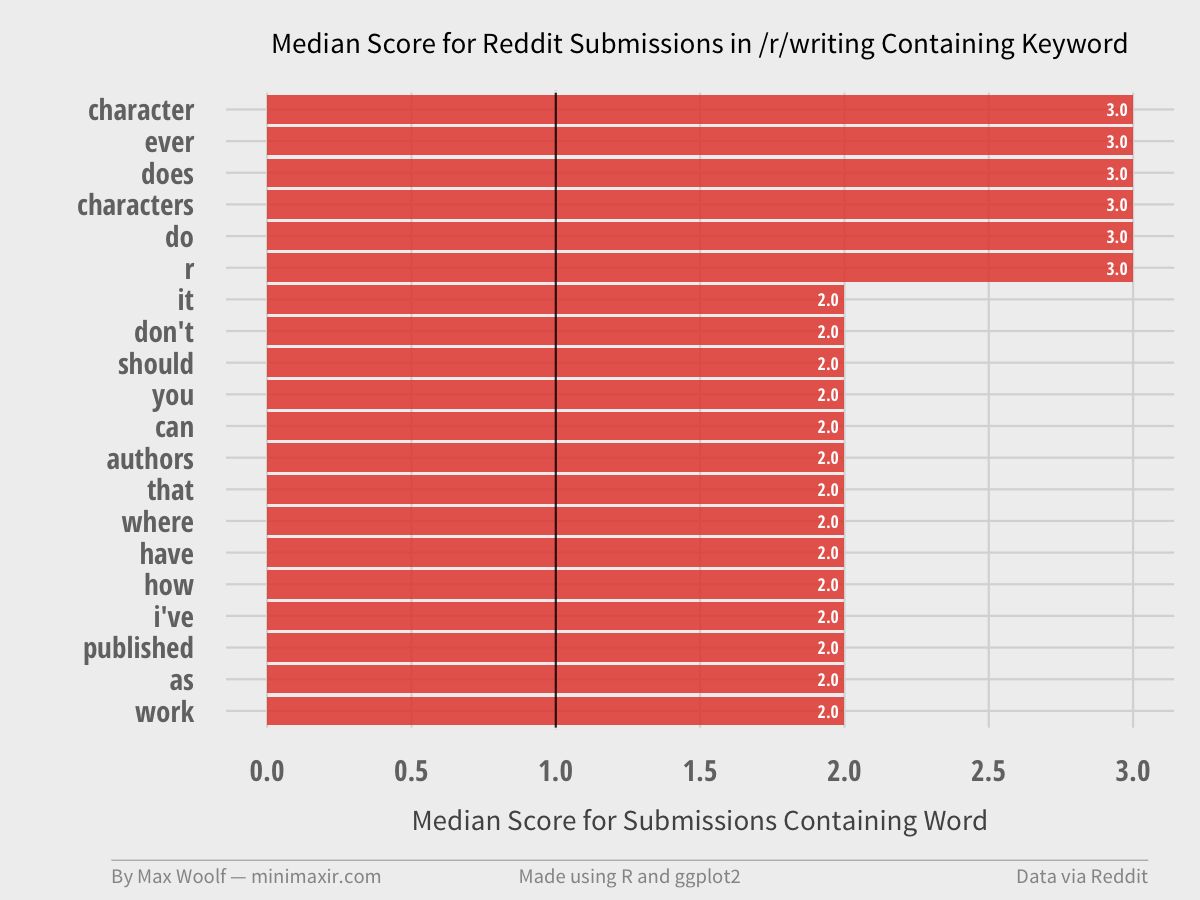 Median Score for Reddit Submissions in /r/writing Containing Keyword
character 3.0
ever 3.0
does 3.0
characters 3.0
do 3.0
r 3.0
it 2.0
don't 2.0
should 2.0
you 2.0
can 2.0
authors 2.0
that 2.0
where 2.0
have 2.0
how 2.0
i've 2.0
published 2.0
as 2.0
work 2.0
0.0 0.5 1.0 1.5 2.0 2.5 3.0
Median Score for Submissions Containing Word
By Max Woolf — minimaxir.com Made using R and ggplot2 Data via Reddit